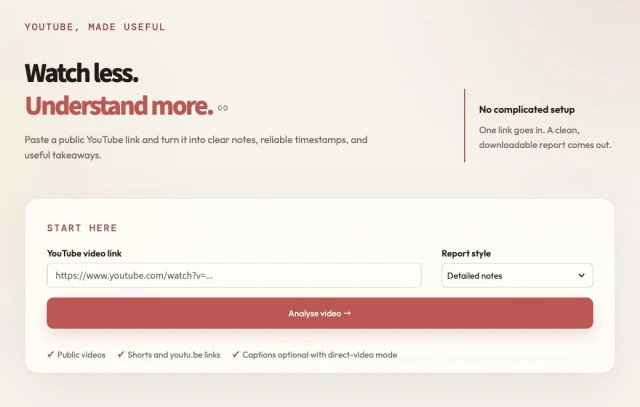 YOUTUBE, MADE USEFUL
Watch less.
Understand more.
Paste a public YouTube link and turn it into clear notes, reliable timestamps, and
useful takeaways.
No complicated setup
One link goes in. A clean,
downloadable report comes out.
START HERE
YouTube video link
Report style
https://www.youtube.com/watch?v=...
Detailed notes
Analyse video →
✓ Public videos ✓ Shorts and youtu.be links ✓ Captions optional with direct-video mode